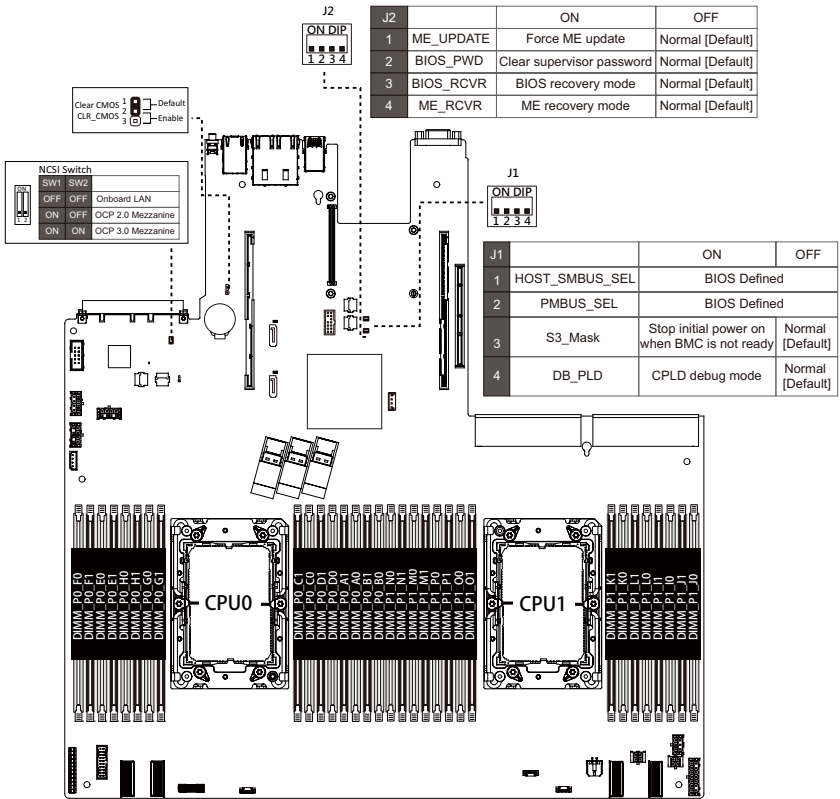 J2
ON DIP
1 2 3 4
J2 ON OFF
1 ME_UPDATE Force ME update Normal [Default]
2 BIOS_PWD Clear supervisor password Normal [Default]
3 BIOS_RCVR BIOS recovery mode Normal [Default]
4 ME_RCVR ME recovery mode Normal [Default]
Clear CMOS 1 Default
CLR_CMOS 2
3 Enable
NCSI Switch
ON
1 2
SW1 SW2
OFF OFF Onboard LAN
ON OFF OCP 2.0 Mezzanine
ON ON OCP 3.0 Mezzanine
J1
ON DIP
1 2 3 4
J1 ON OFF
1 HOST_SMBUS_SEL BIOS Defined
2 PMBUS_SEL BIOS Defined
3 S3_Mask Stop initial power on
when BMC is not ready
Normal
[Default]
4 DB_PLD CPLD debug mode Normal
[Default]
DIMM_P0_F0
DIMM_P0_F1
DIMM_P0_E0
DIMM_P0_E1
DIMM_P0_H0
DIMM_P0_H1
DIMM_P0_G0
DIMM_P0_G1
CPU0
DIMM_P0_C1
DIMM_P0_C0
DIMM_P0_D1
DIMM_P0_D0
DIMM_P0_A1
DIMM_P0_A0
DIMM_P0_B1
DIMM_P0_B0
DIMM_P1_N0
DIMM_P1_N1
DIMM_P1_M0
DIMM_P1_M1
DIMM_P1_P0
DIMM_P1_P1
DIMM_P1_O0
DIMM_P1_O1
CPU1
DIMM_P1_K1
DIMM_P1_K0
DIMM_P1_L1
DIMM_P1_L0
DIMM_P1_I1
DIMM_P1_I0
DIMM_P1_J1
DIMM_P1_J0